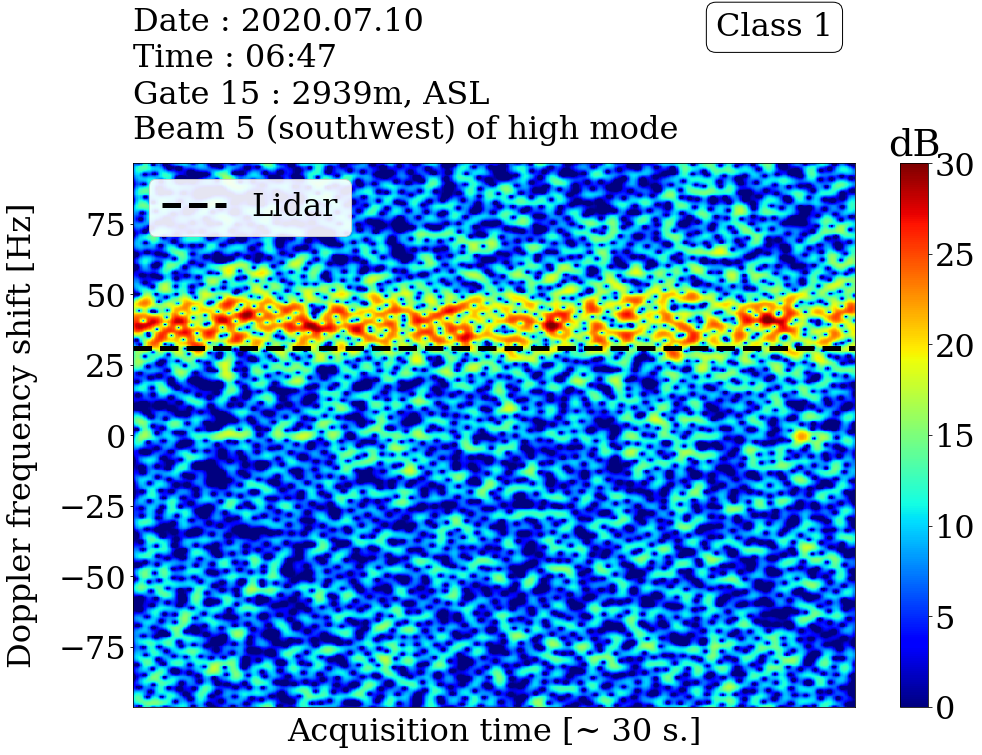 Date : 2020.07.10
Time : 06:47
Gate 15 : 2939m, ASL
Beam 5 (southwest) of high mode
Class 1
dB
Lidar
Doppler frequency shift [Hz]
75
50
25
0
−25
−50
−75
30
25
20
15
10
5
0
Acquisition time [~ 30 s.]